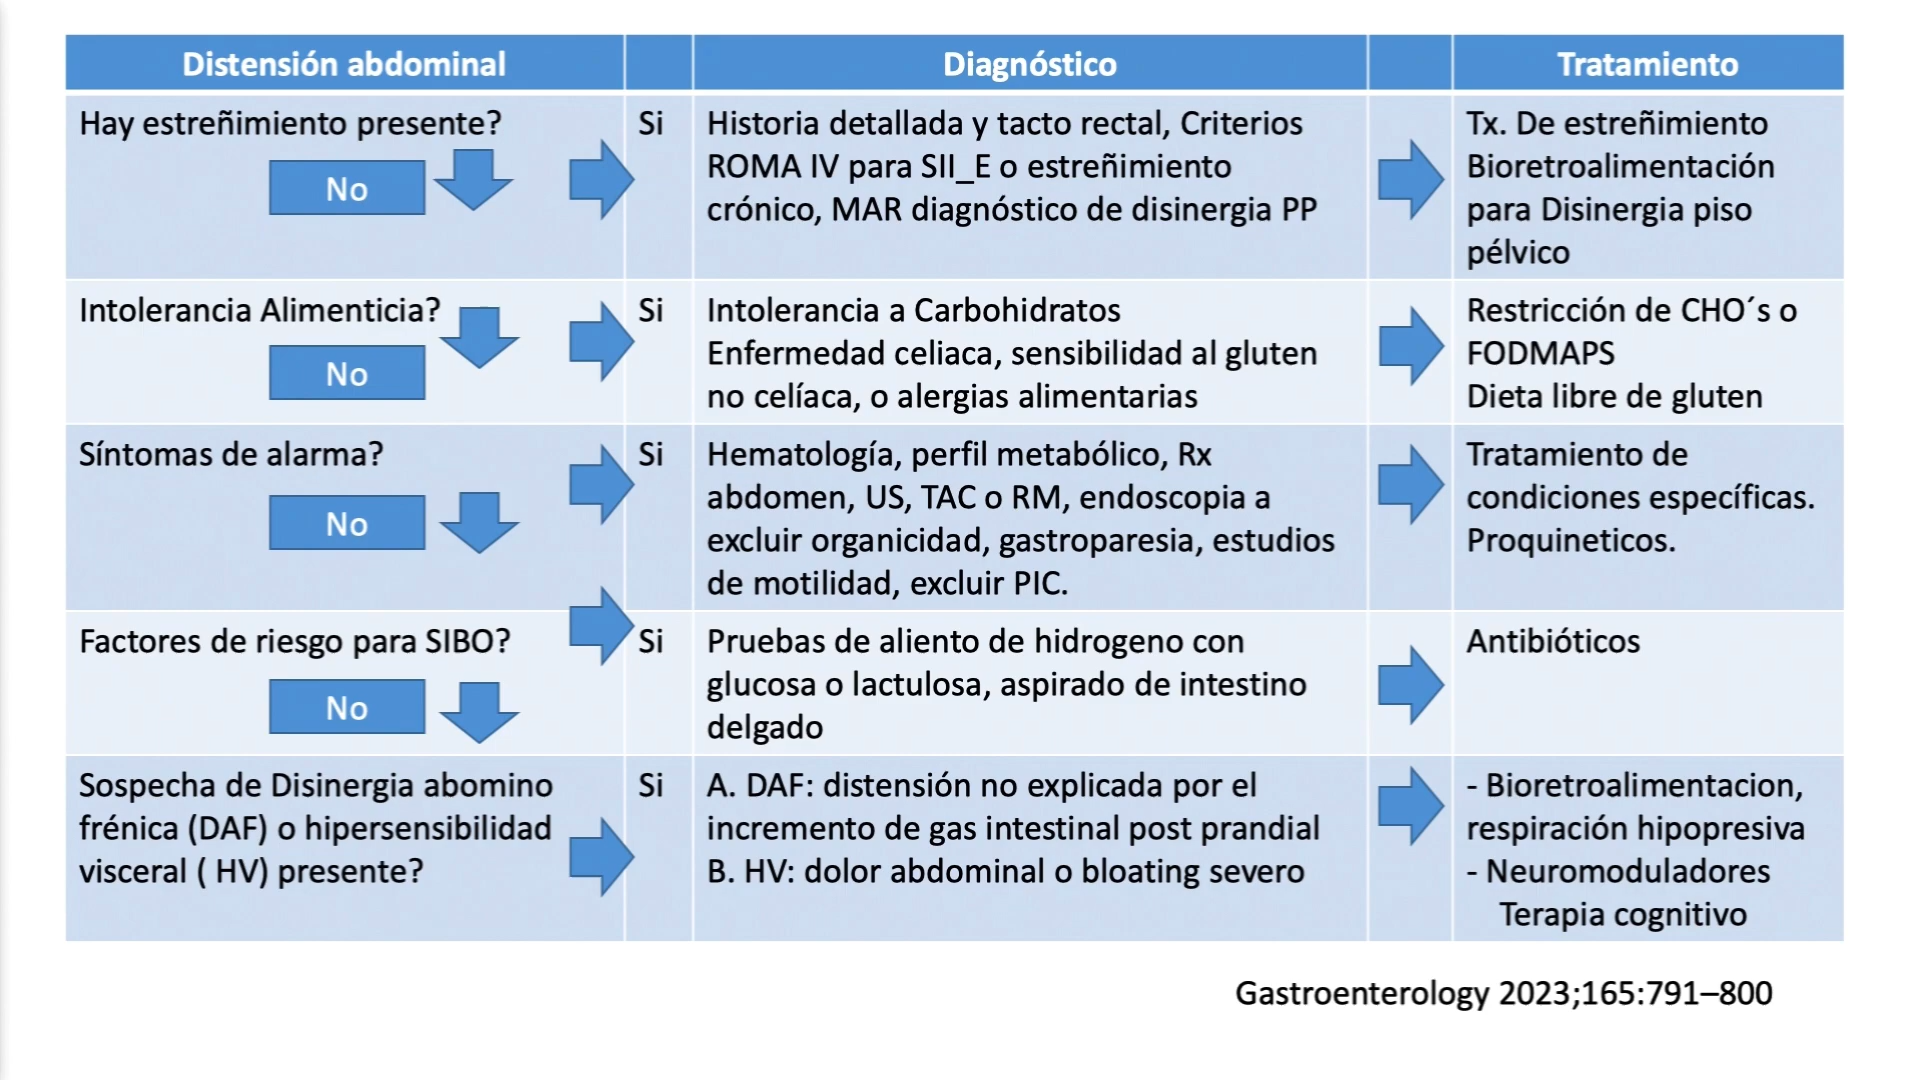 Distensión abdominal
Diagnóstico
Tratamiento
Hay estreñimiento presente?
No
Si
Historia detallada y tacto rectal, Criterios
ROMA IV para SII_E o estreñimiento
crónico, MAR diagnóstico de disinergia PP
Tx. De estreñimiento
Bioretroalimentación
para Disinergia piso
pélvico
Intolerancia Alimenticia?
No
Si
Intolerancia a Carbohidratos
Enfermedad celiaca, sensibilidad al gluten
no celíaca, o alergias alimentarias
Restricción de CHO´s o
FODMAPS
Dieta libre de gluten
Síntomas de alarma?
No
Si
Hematología, perfil metabólico, Rx
abdomen, US, TAC o RM, endoscopia a
excluir organicidad, gastroparesia, estudios
de motilidad, excluir PIC.
Tratamiento de
condiciones específicas.
Proquineticos.
Factores de riesgo para SIBO?
No
Si
Pruebas de aliento de hidrogeno con
glucosa o lactulosa, aspirado de intestino
delgado
Antibióticos
Sospecha de Disinergia abomino
frénica (DAF) o hipersensibilidad
visceral ( HV) presente?
Si
A. DAF: distensión no explicada por el
incremento de gas intestinal post prandial
B. HV: dolor abdominal o bloating severo
- Bioretroalimentacion,
respiración hipopresiva
- Neuromoduladores
Terapia cognitivo
Gastroenterology 2023;165:791–800